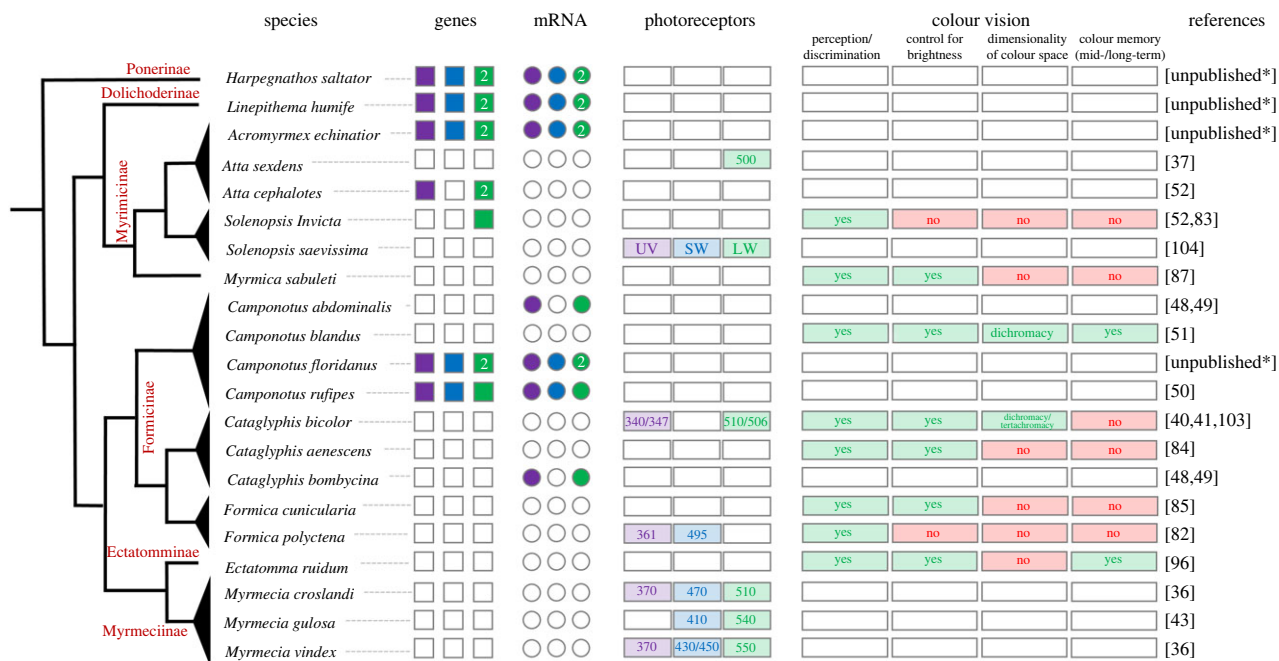 species genes mRNA photoreceptors colour vision references
perception/ discrimination control for brightness dimensionality of colour space colour memory (mid-/long-term)
Ponerinae
Harpegnathos saltator 2 2 [unpublished*]
Dolichoderinae
Linepithema humife 2 2 [unpublished*]
Acromyrmex echinatior 2 2 [unpublished*]
Atta sexdens 500 [37]
Myrimicinae
Atta cephalotes 2 [52]
Solenopsis Invicta yes no no no [52,83]
Solenopsis saevissima UV SW LW [104]
Myrmica sabuleti yes yes no no [87]
Camponotus abdominalis [48,49]
Camponotus blandus yes yes dichromacy yes [51]
Camponotus floridanus 2 2 [unpublished*]
Camponotus rufipes [50]
Formicinae
Cataglyphis bicolor 340/347 510/506 yes yes dichromacy/ tertachromacy no [40,41,103]
Cataglyphis aenescens yes yes no no [84]
Cataglyphis bombycina [48,49]
Formica cunicularia yes yes no no [85]
Formica polyctena 361 495 yes no no no [82]
Ectatomminae
Ectatomma ruidum yes yes no yes [96]
Myrmecia croslandi 370 470 510 [36]
Myrmecia gulosa 410 540 [43]
Myrmeciinae
Myrmecia vindex 370 430/450 550 [36]